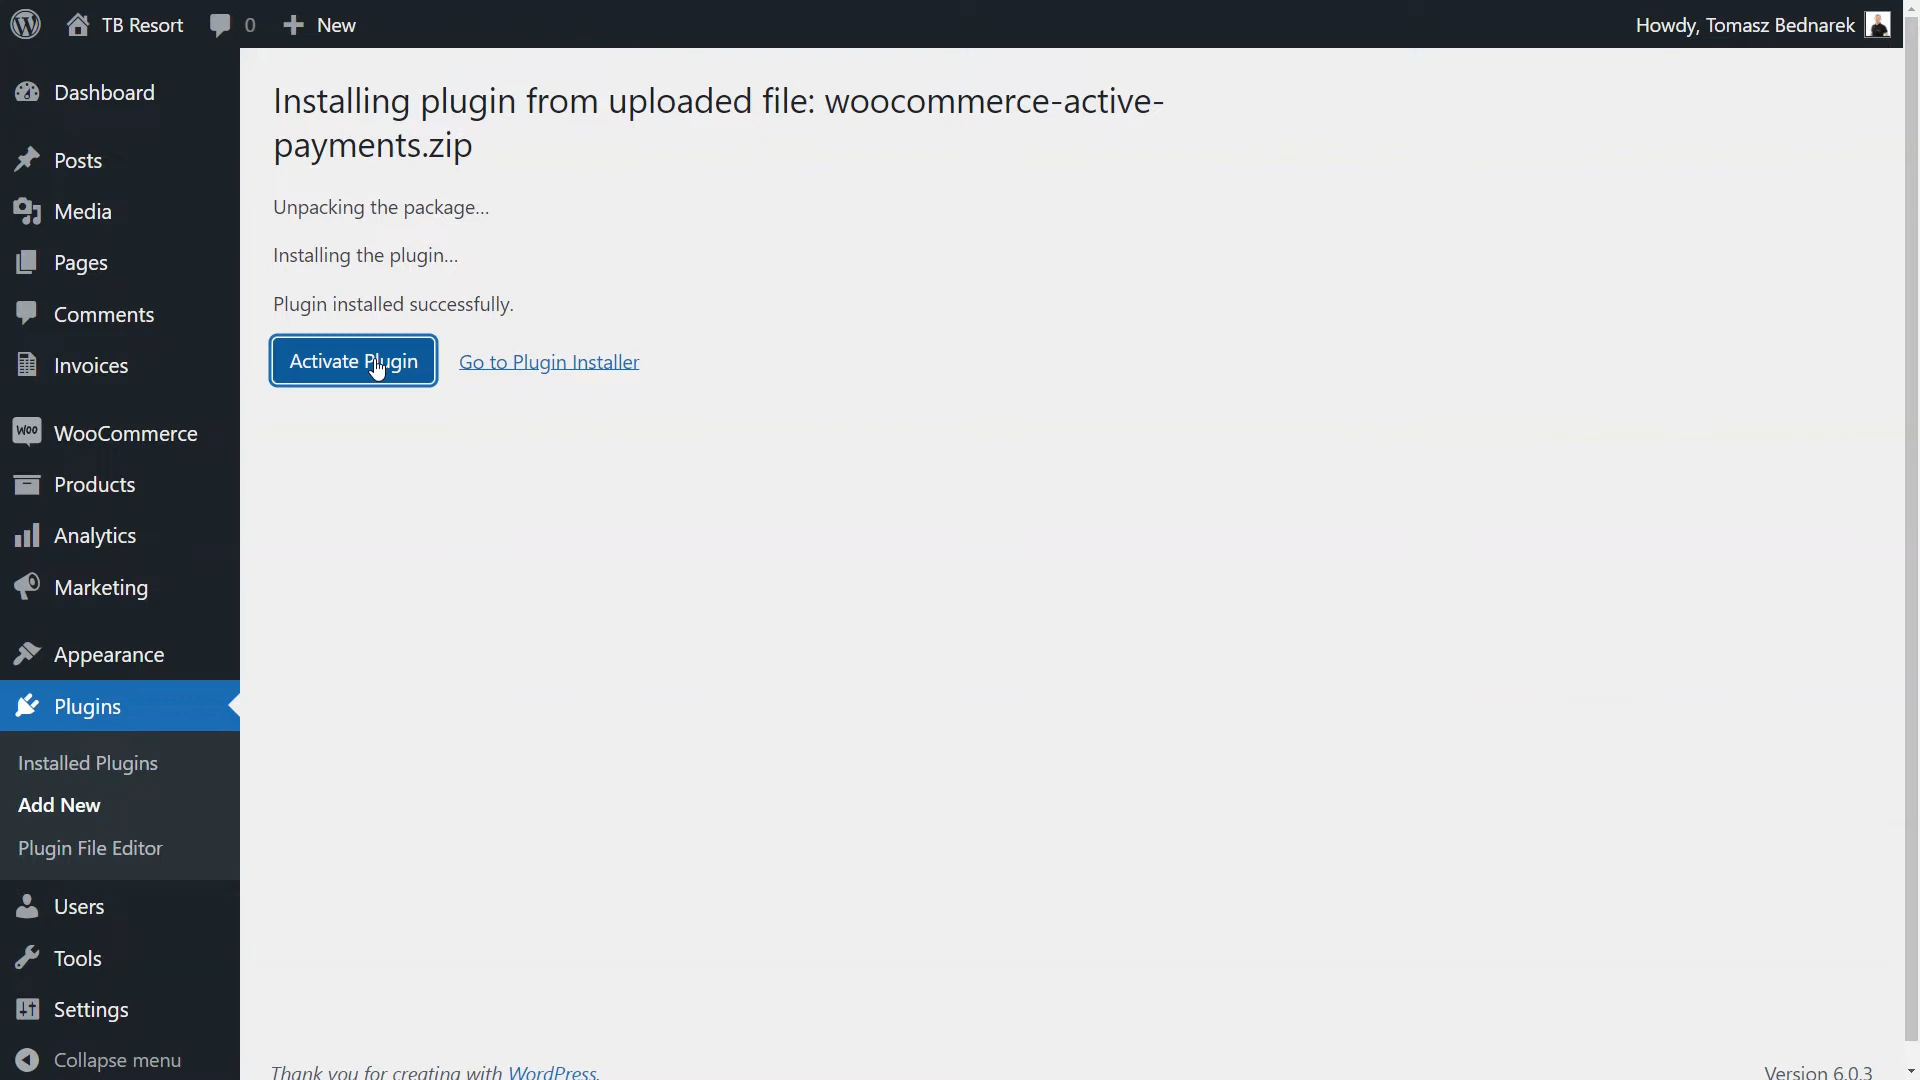 TB Resort 0 New Howdy, Tomasz Bednarek
Dashboard
Posts
Media
Pages
Comments
Invoices
Woo WooCommerce
Products
Analytics
Marketing
Appearance
Plugins
Installed Plugins
Add New
Plugin File Editor
Users
Tools
Settings
Collapse menu
Installing plugin from uploaded file: woocommerce-active-
payments.zip
Unpacking the package...
Installing the plugin...
Plugin installed successfully.
Activate Plugin Go to Plugin Installer
Thank you for creating with WordPress. Version 6.0.3